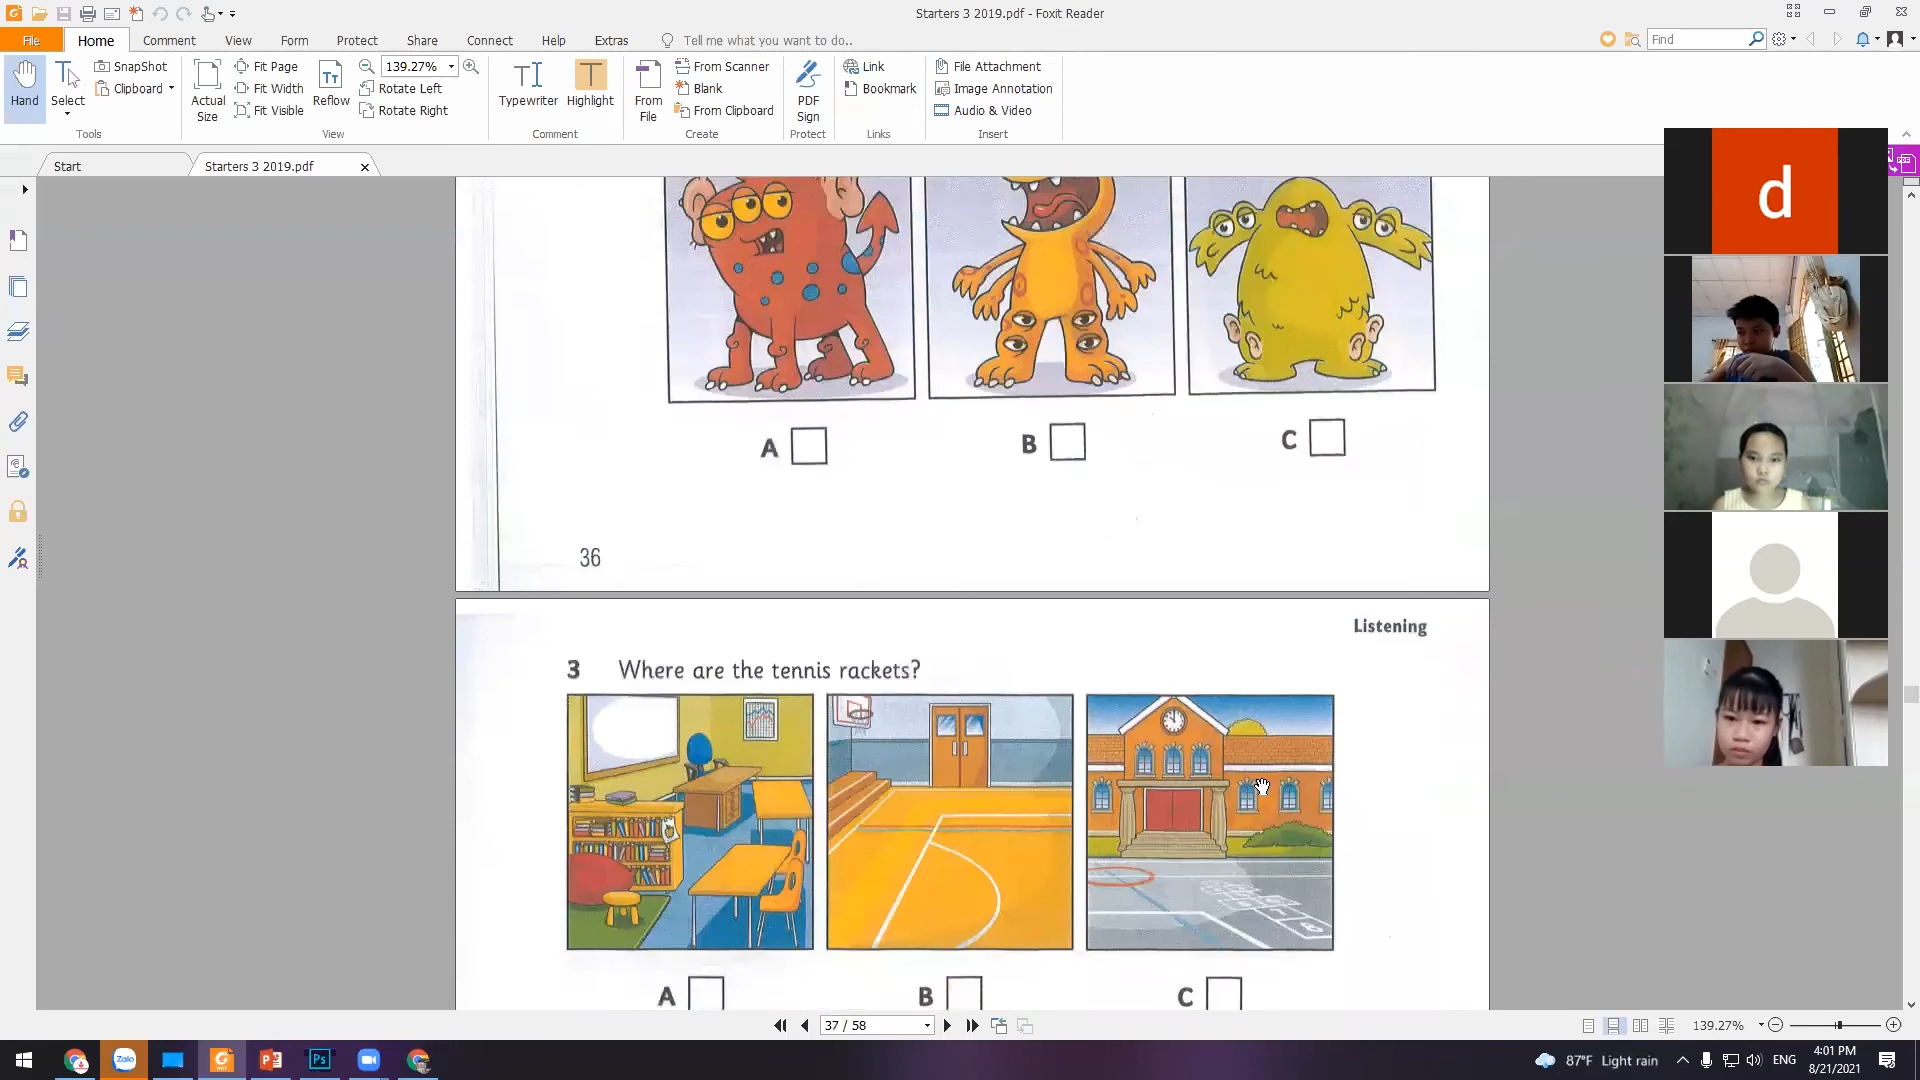 Starters 3 2019.pdf - Foxit Reader
File Home Comment View Form Protect Share Connect Help Extras Tell me what you want to do.. Find
Hand
Select
SnapShot
Clipboard
Tools
Actual Size
Fit Page
Fit Width
Fit Visible
Reflow
139.27%
Rotate Left
Rotate Right
View
Typewriter
Highlight
Comment
From File
From Scanner
Blank
From Clipboard
Create
PDF Sign
Protect
Link
Bookmark
Links
File Attachment
Image Annotation
Audio & Video
Insert
Start
Starters 3 2019.pdf
d
A
B
C
36
Listening
3 Where are the tennis rackets?
A
B
C
37 / 58
139.27%
Zalo
Ps
87°F Light rain
ENG
4:01 PM
8/21/2021